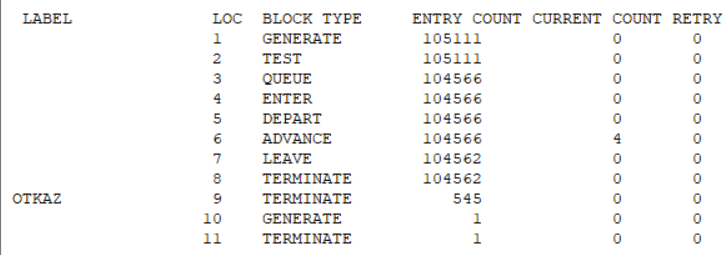 LABEL LOC BLOCK TYPE ENTRY COUNT CURRENT COUNT RETRY
1 GENERATE 105111 0 0
2 TEST 105111 0 0
3 QUEUE 104566 0 0
4 ENTER 104566 0 0
5 DEPART 104566 0 0
6 ADVANCE 104566 4 0
7 LEAVE 104562 0 0
8 TERMINATE 104562 0 0
OTKAZ 9 TERMINATE 545 0 0
10 GENERATE 1 0 0
11 TERMINATE 1 0 0